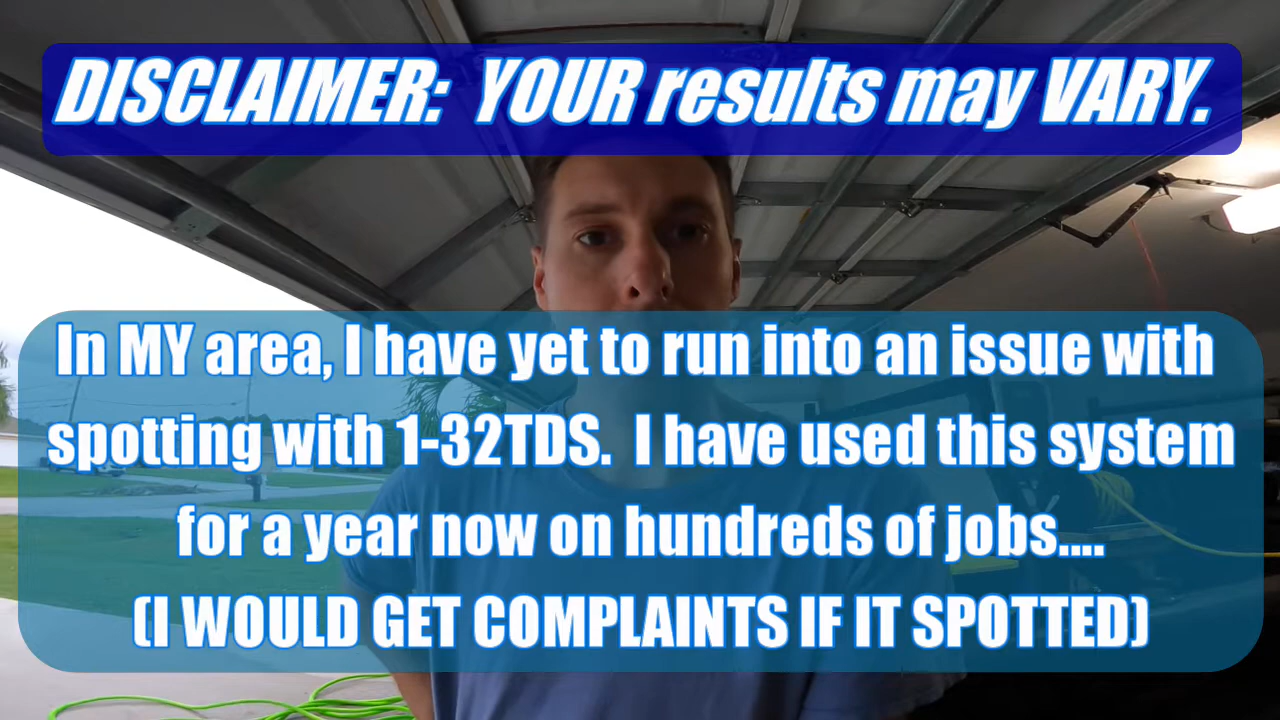 DISCLAIMER: YOUR results may VARY.
In MY area, I have yet to run into an issue with
spotting with 1-32TDS. I have used this system
for a year now on hundreds of jobs....
(I WOULD GET COMPLAINTS IF IT SPOTTED)